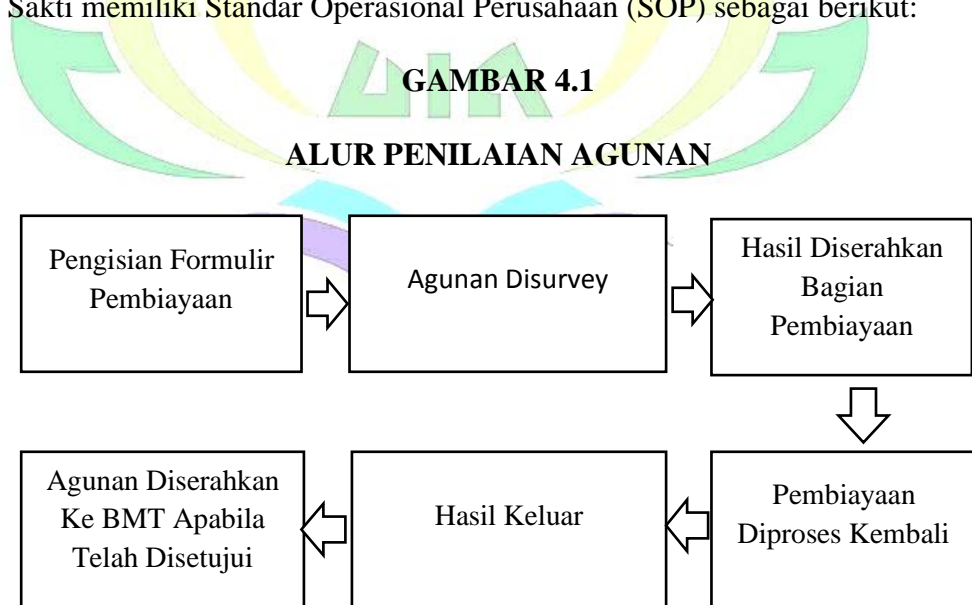 Sakti memiliki Standar Operasional Perusahaan (SOP) sebagai berikut:
GAMBAR 4.1
ALUR PENILAIAN AGUNAN
Pengisian Formulir
Pembiayaan
Agunan Disurvey
Hasil Diserahkan
Bagian
Pembiayaan
Pembiayaan
Diproses Kembali
Hasil Keluar
Agunan Diserahkan
Ke BMT Apabila
Telah Disetujui